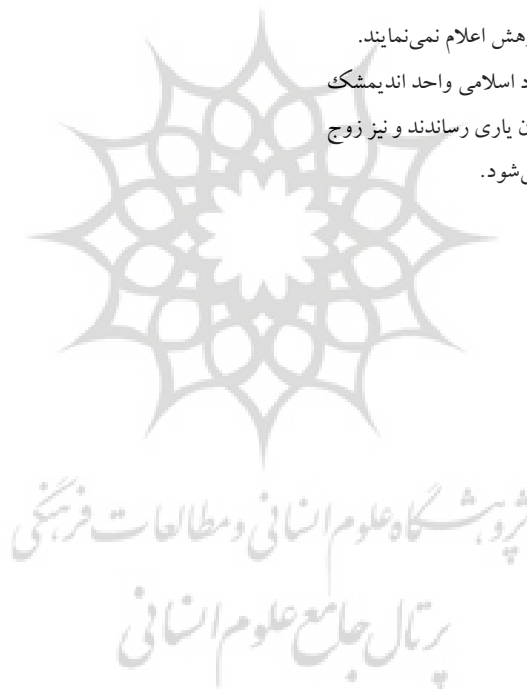 وهش اعلام نمی‌نمایند.
د اسلامی واحد اندیمشک
ن یاری رساندند و نیز زوج
ی‌شود.
پژوهشگاه علوم انسانی و مطالعات فرهنگی
پرتال جامع علوم انسانی